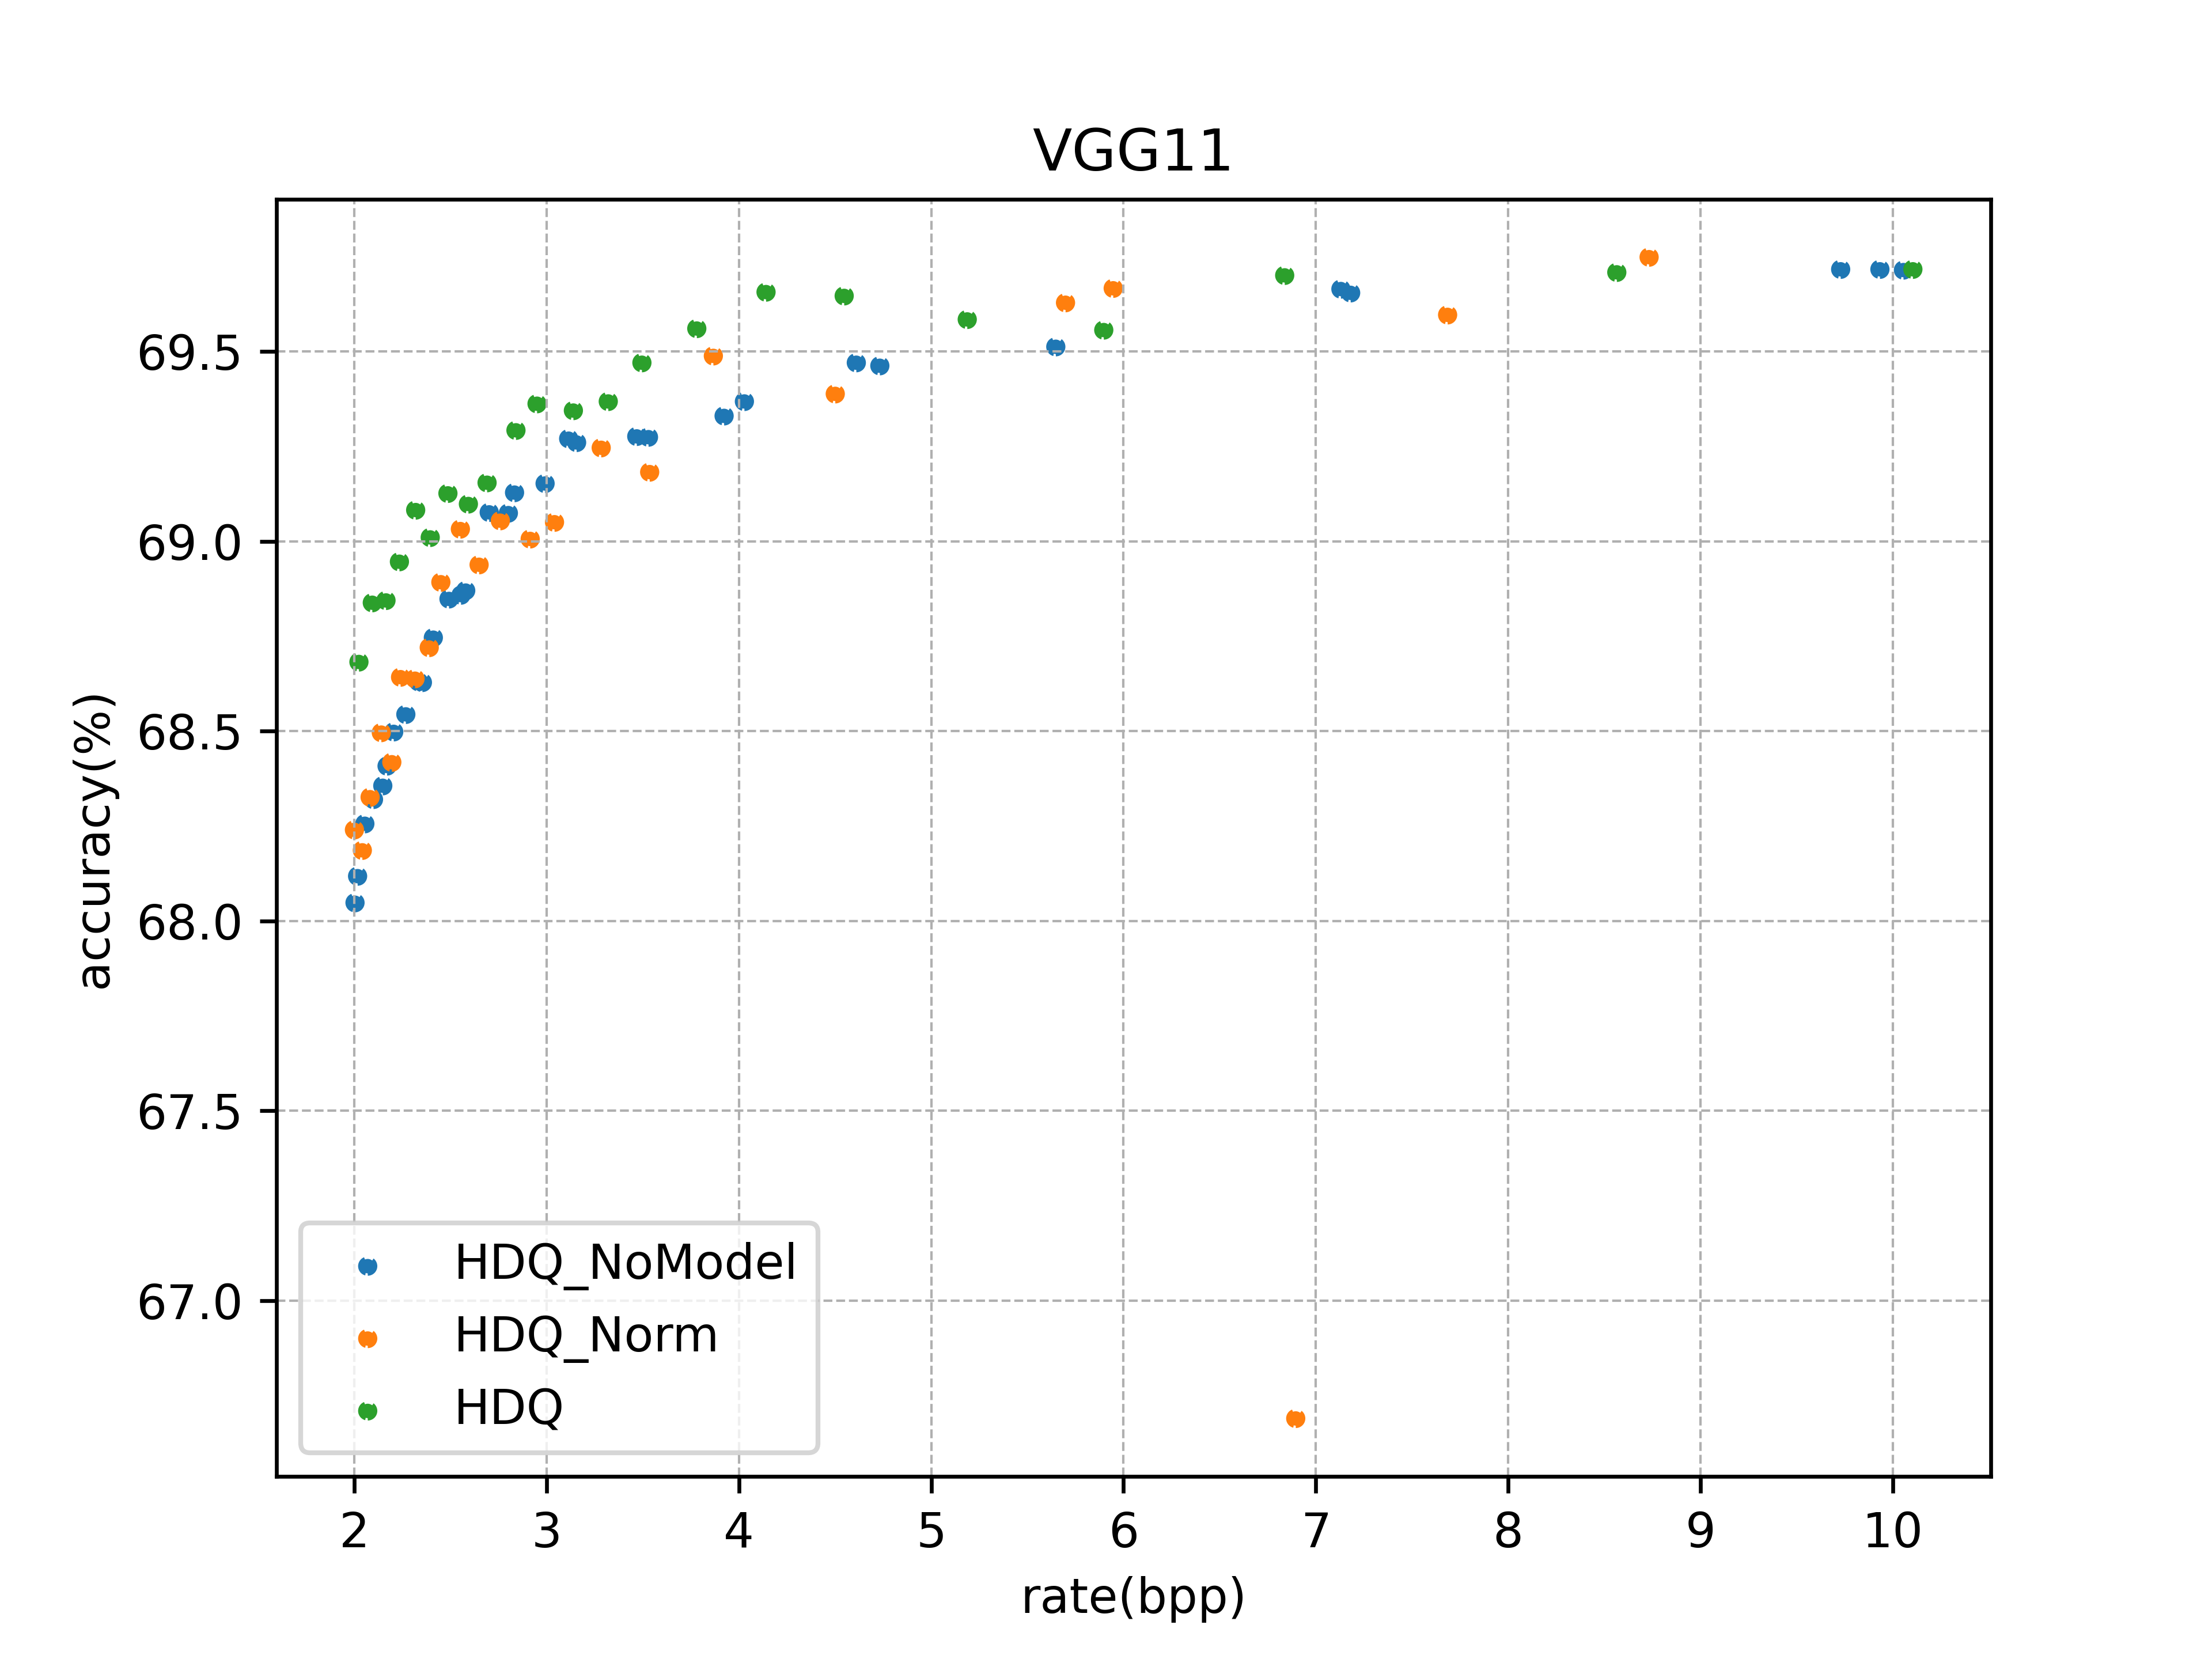 VGG11
accuracy(%)
69.5
69.0
68.5
68.0
67.5
67.0
HDQ_NoModel
HDQ_Norm
HDQ
2 3 4 5 6 7 8 9 10
rate(bpp)